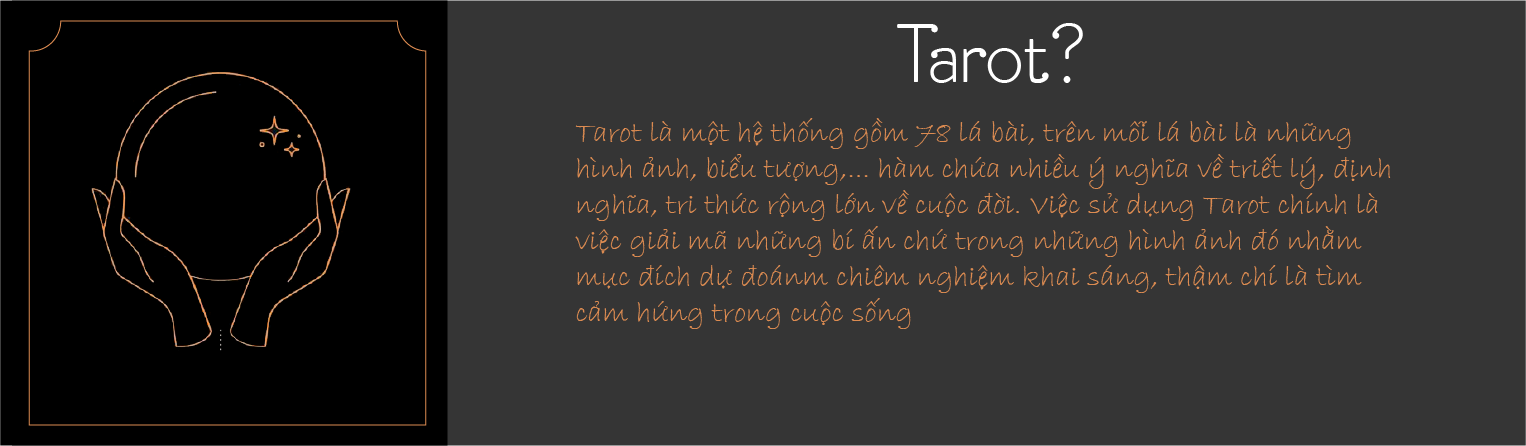 Tarot?
Tarot là một hệ thống gồm 78 lá bài, trên mỗi lá bài là những
hình ảnh, biểu tượng,... hàm chứa nhiều ý nghĩa về triết lý, định
nghĩa, tri thức rộng lớn về cuộc đời. Việc sử dụng Tarot chính là
việc giải mã những bí ấn chứ trong những hình ảnh đó nhằm
mục đích dự đoánm chiêm nghiệm khai sáng, thậm chí là tìm
cảm hứng trong cuộc sống